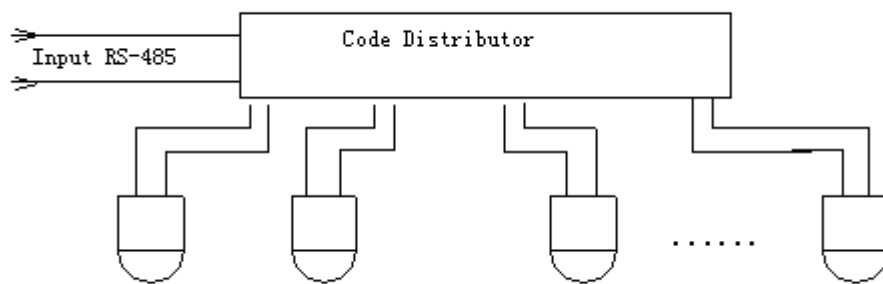 Code Distributor
Input RS-485
......